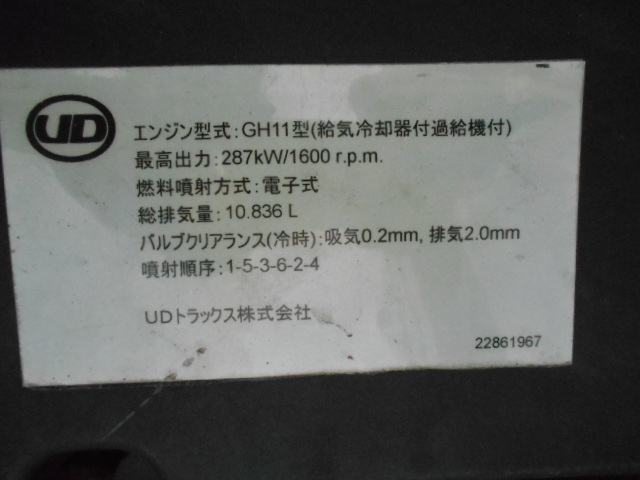 UD
エンジン型式:GH11型(給気冷却器付過給機付)
最高出力:287kW/1600 r.p.m.
燃料噴射方式:電子式
総排気量:10.836 L
バルブクリアランス(冷時):吸気0.2mm, 排気2.0mm
噴射順序:1-5-3-6-2-4
UDトラックス株式会社
22861967